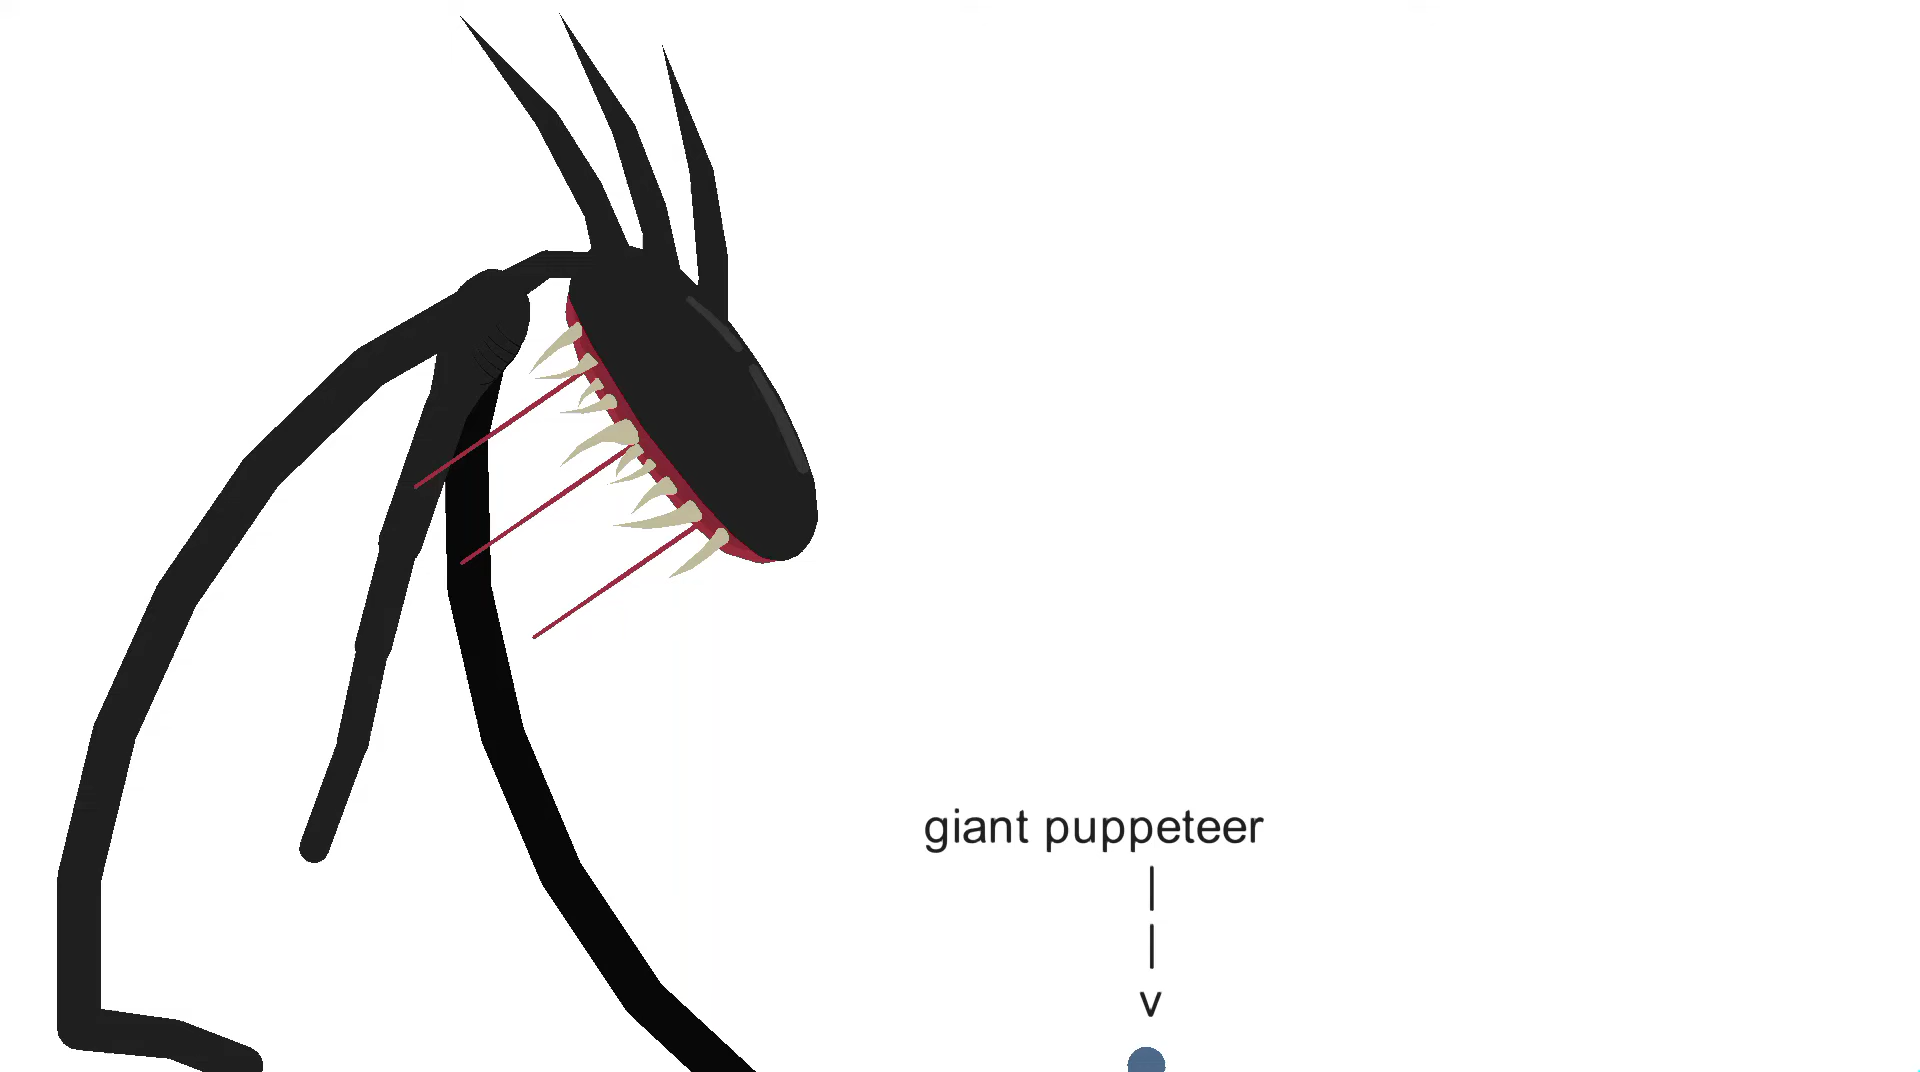 giant puppeteer
|
|
v